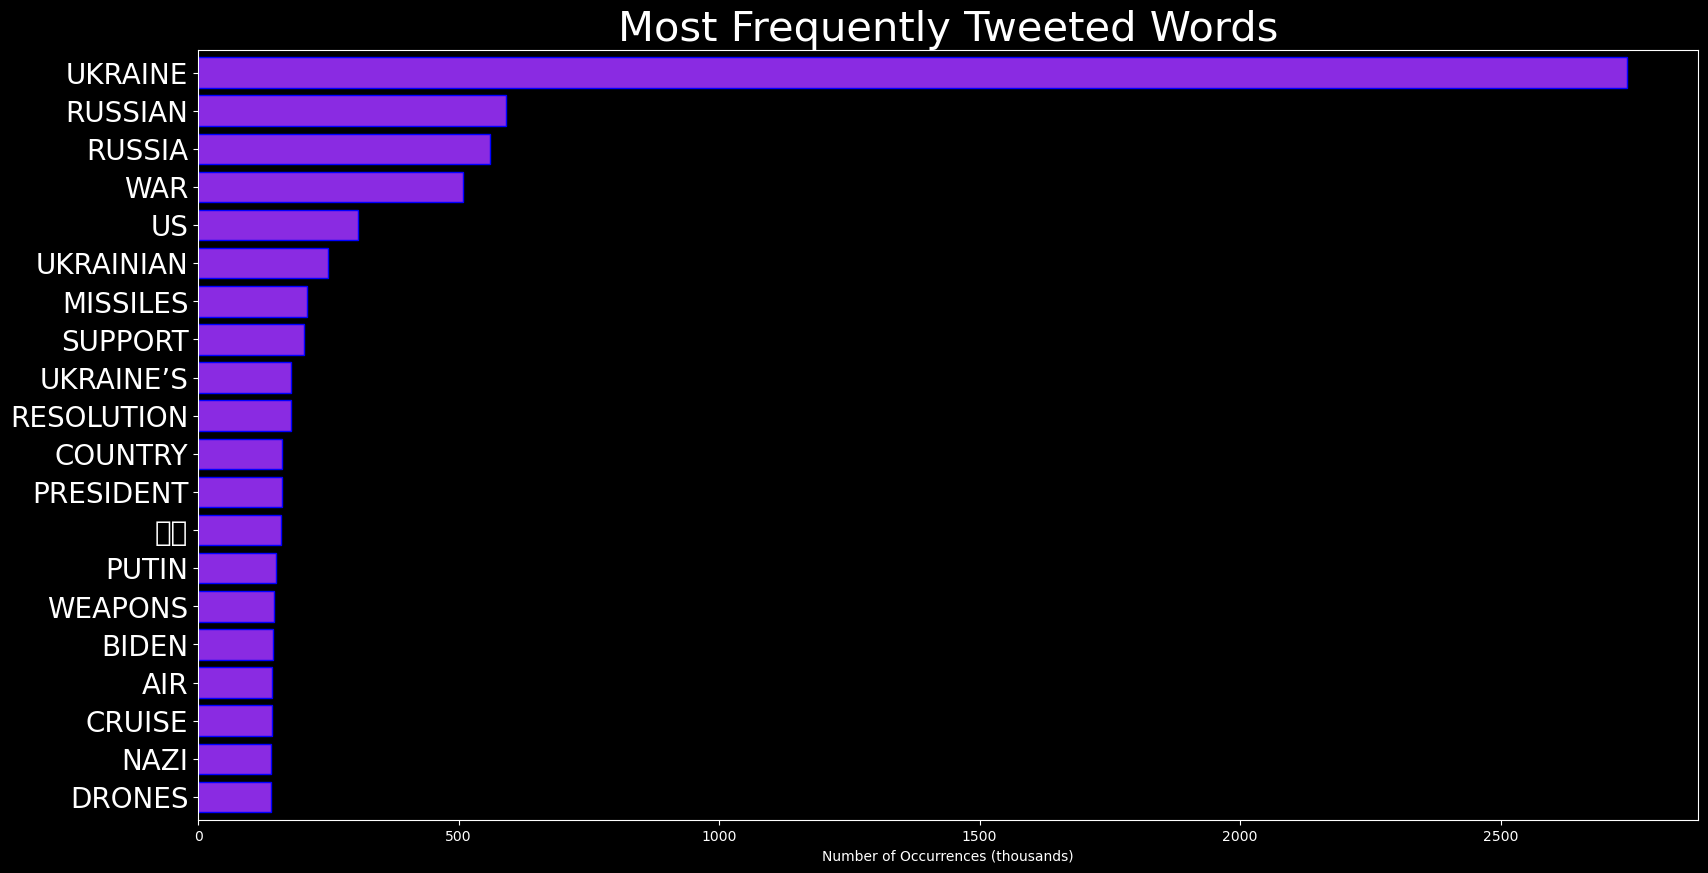 Most Frequently Tweeted Words
UKRAINE
RUSSIAN
RUSSIA
WAR
US
UKRAINIAN
MISSILES
SUPPORT
UKRAINE’S
RESOLUTION
COUNTRY
PRESIDENT
PUTIN
WEAPONS
BIDEN
AIR
CRUISE
NAZI
DRONES
0 500 1000 1500 2000 2500
Number of Occurrences (thousands)